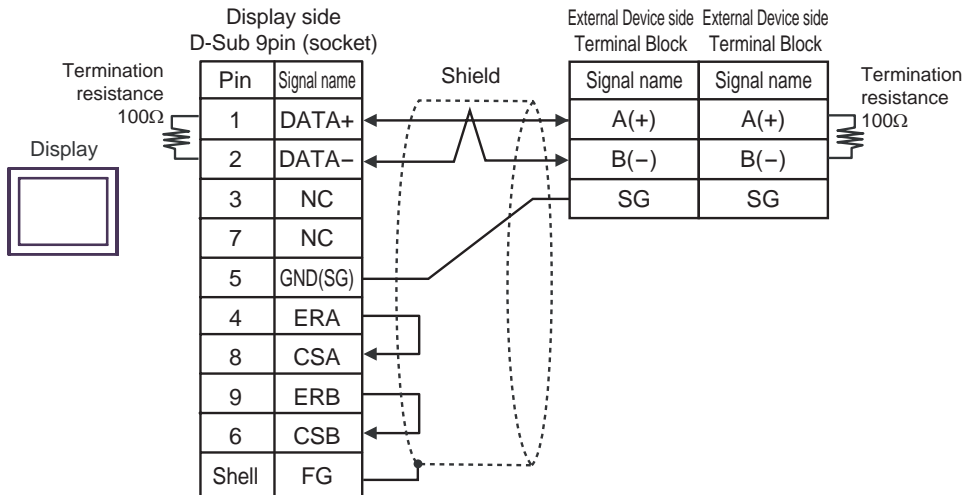 Display side
D-Sub 9pin (socket)
External Device side External Device side
Terminal Block Terminal Block
Termination
resistance
100Ω
Display
Pin Signal name
1 DATA+
2 DATA−
3 NC
7 NC
5 GND(SG)
4 ERA
8 CSA
9 ERB
6 CSB
Shell FG
Shield
Signal name Signal name
A(+) A(+)
B(−) B(−)
SG SG
Termination
resistance
100Ω